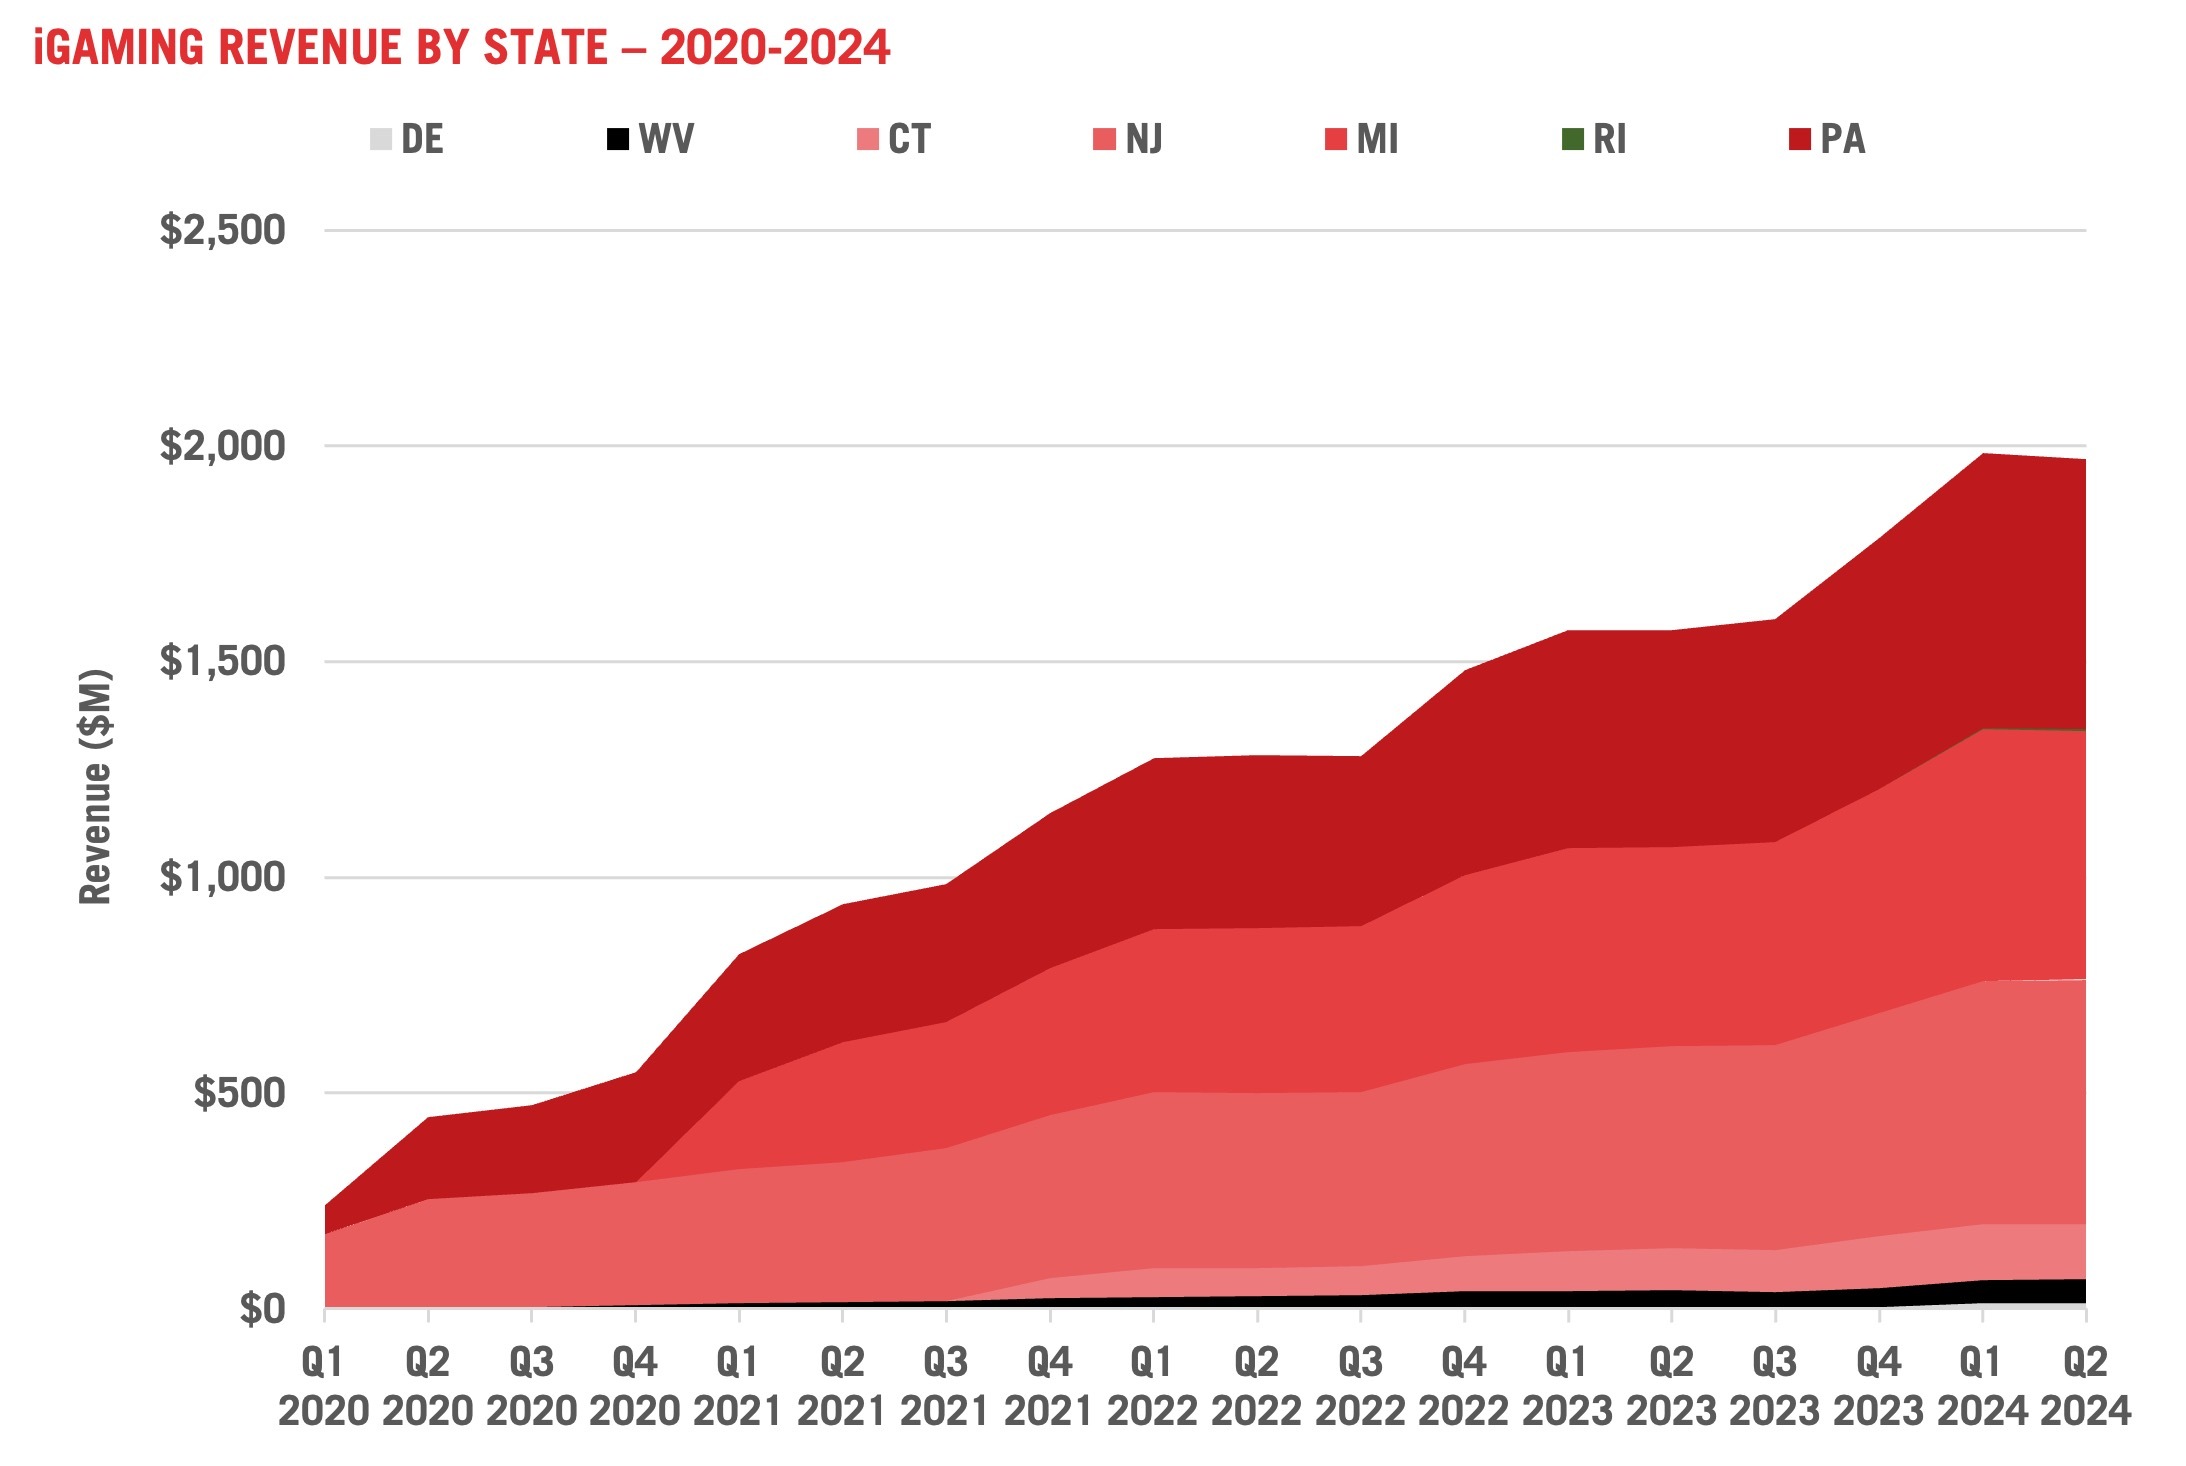 iGAMING REVENUE BY STATE – 2020-2024
DE WV CT NJ MI RI PA
$2,500
$2,000
$1,500
$1,000
$500
$0
Revenue ($M)
Q1 Q2 Q3 Q4 Q1 Q2 Q3 Q4 Q1 Q2 Q3 Q4 Q1 Q2 Q3 Q4 Q1 Q2
2020 2020 2020 2020 2021 2021 2021 2021 2022 2022 2022 2022 2023 2023 2023 2023 2024 2024